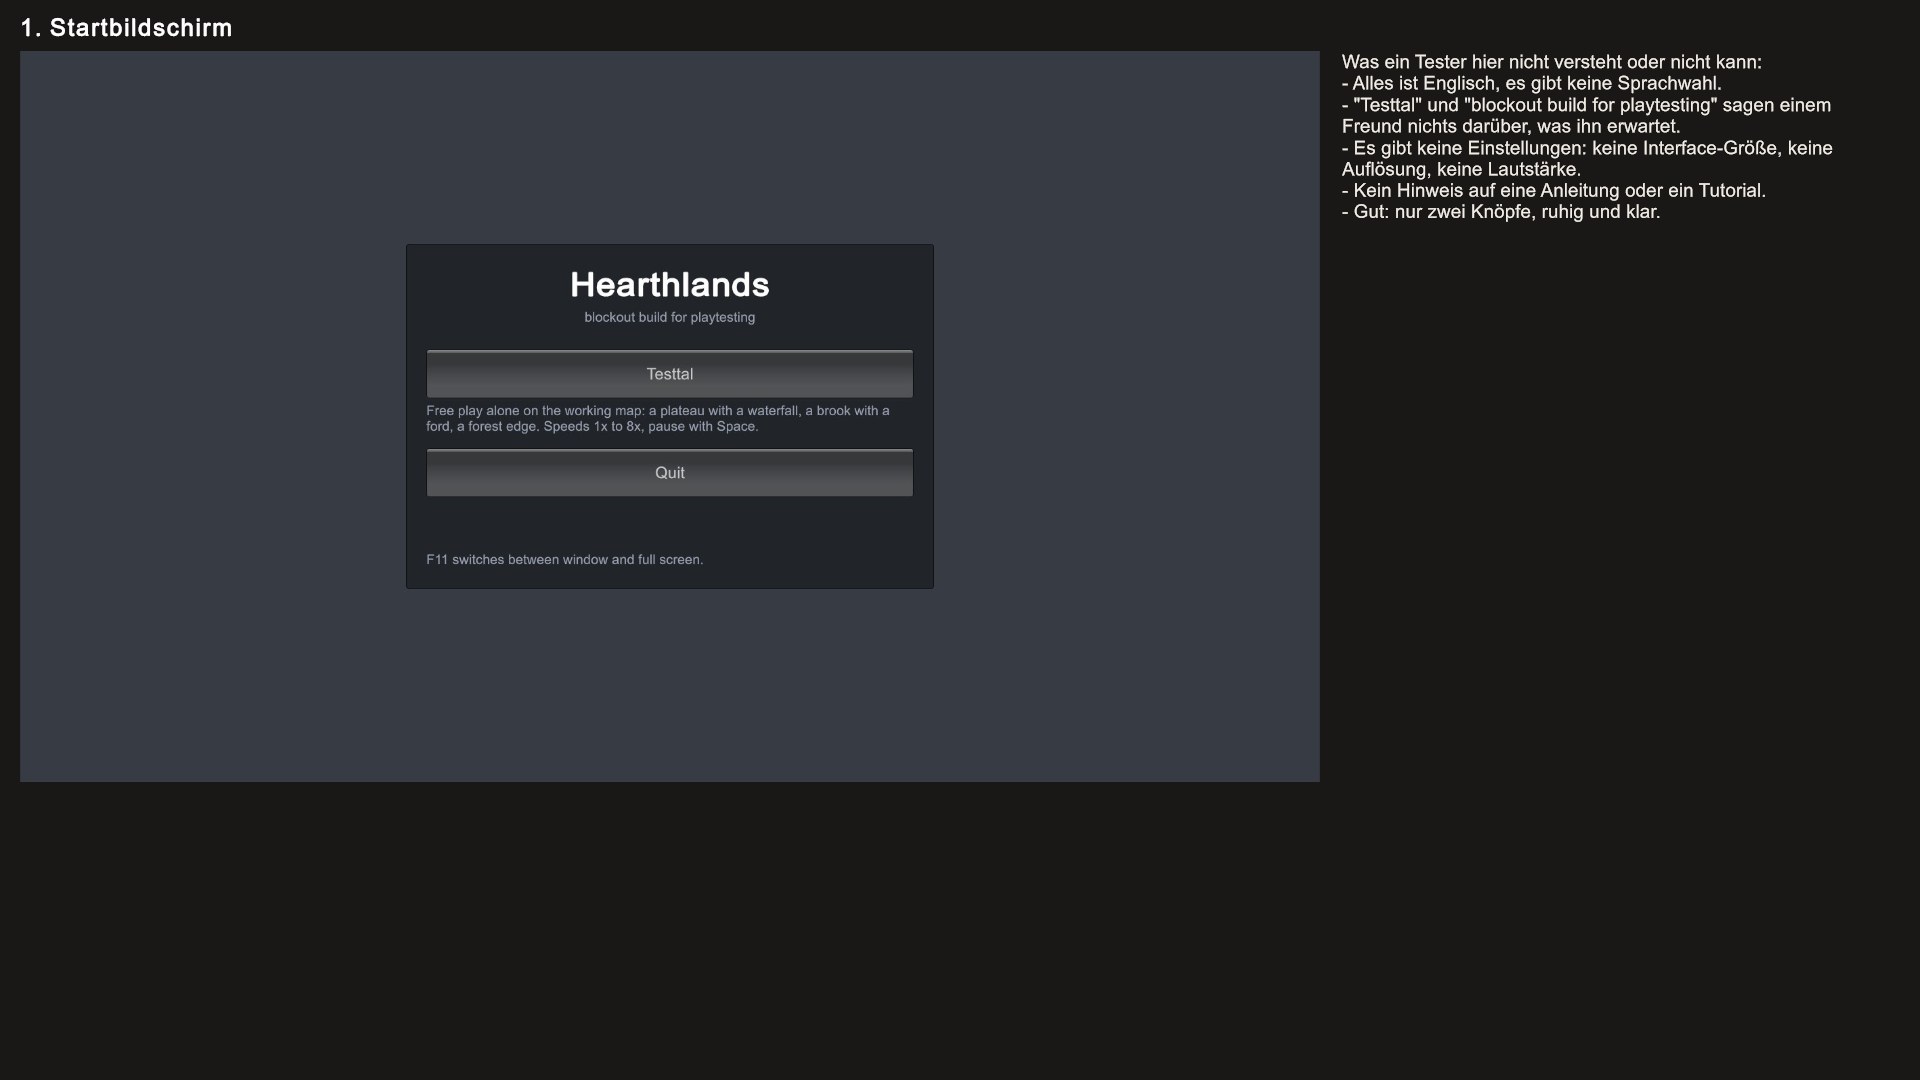 1. Startbildschirm
Was ein Tester hier nicht versteht oder nicht kann:
- Alles ist Englisch, es gibt keine Sprachwahl.
- "Testtal" und "blockout build for playtesting" sagen einem
Freund nichts darüber, was ihn erwartet.
- Es gibt keine Einstellungen: keine Interface-Größe, keine
Auflösung, keine Lautstärke.
- Kein Hinweis auf eine Anleitung oder ein Tutorial.
- Gut: nur zwei Knöpfe, ruhig und klar.
Hearthlands
blockout build for playtesting
Testtal
Free play alone on the working map: a plateau with a waterfall, a brook with a
ford, a forest edge. Speeds 1x to 8x, pause with Space.
Quit
F11 switches between window and full screen.